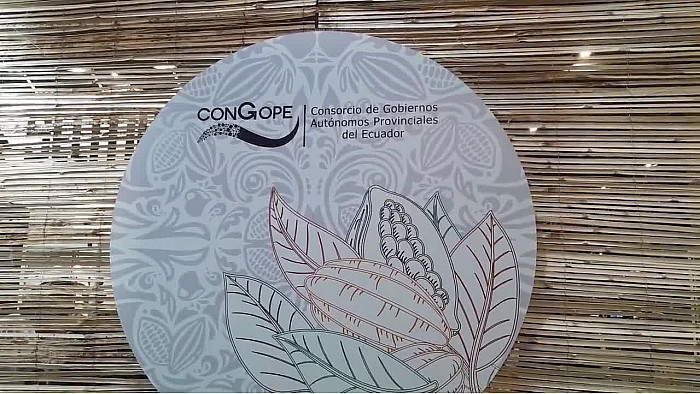 CONGOPE
Consorcio de Gobiernos
Autónomos Provinciales
del Ecuador